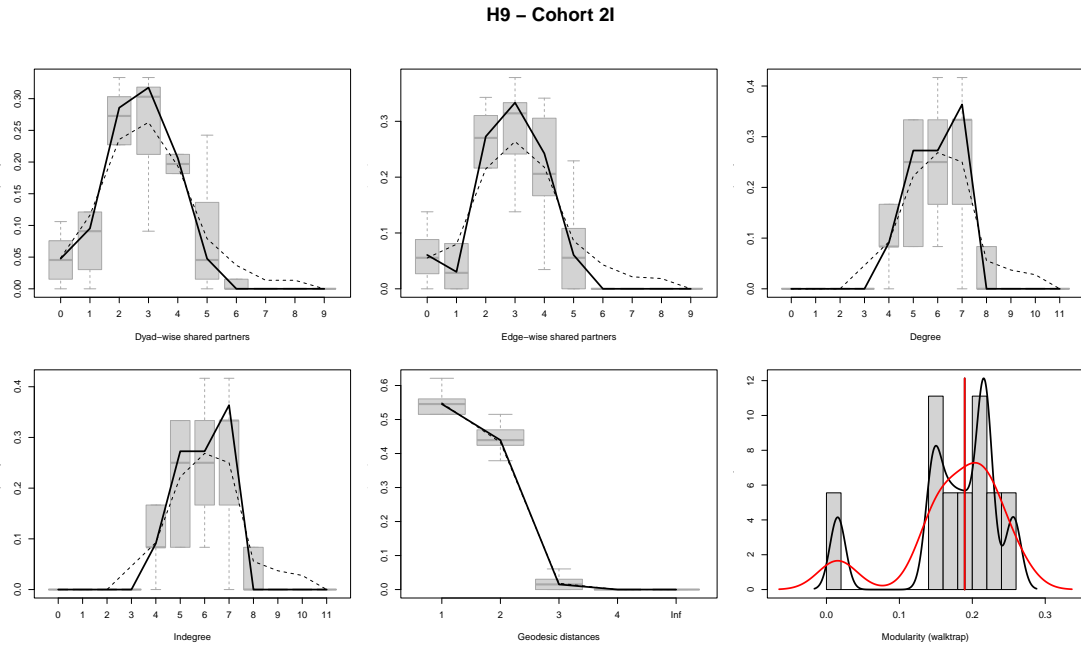 H9 – Cohort 2I
0.00 0.05 0.10 0.15 0.20 0.25 0.30
0 1 2 3 4 5 6 7 8 9
Dyad−wise shared partners
0.0 0.1 0.2 0.3
0 1 2 3 4 5 6 7 8 9
Edge−wise shared partners
0.0 0.1 0.2 0.3 0.4
0 1 2 3 4 5 6 7 8 9 10 11
Degree
0.0 0.1 0.2 0.3 0.4
0 1 2 3 4 5 6 7 8 9 10 11
Indegree
0.0 0.1 0.2 0.3 0.4 0.5 0.6
1 2 3 4 Inf
Geodesic distances
0 2 4 6 8 10 12
0.0 0.1 0.2 0.3
Modularity (walktrap)